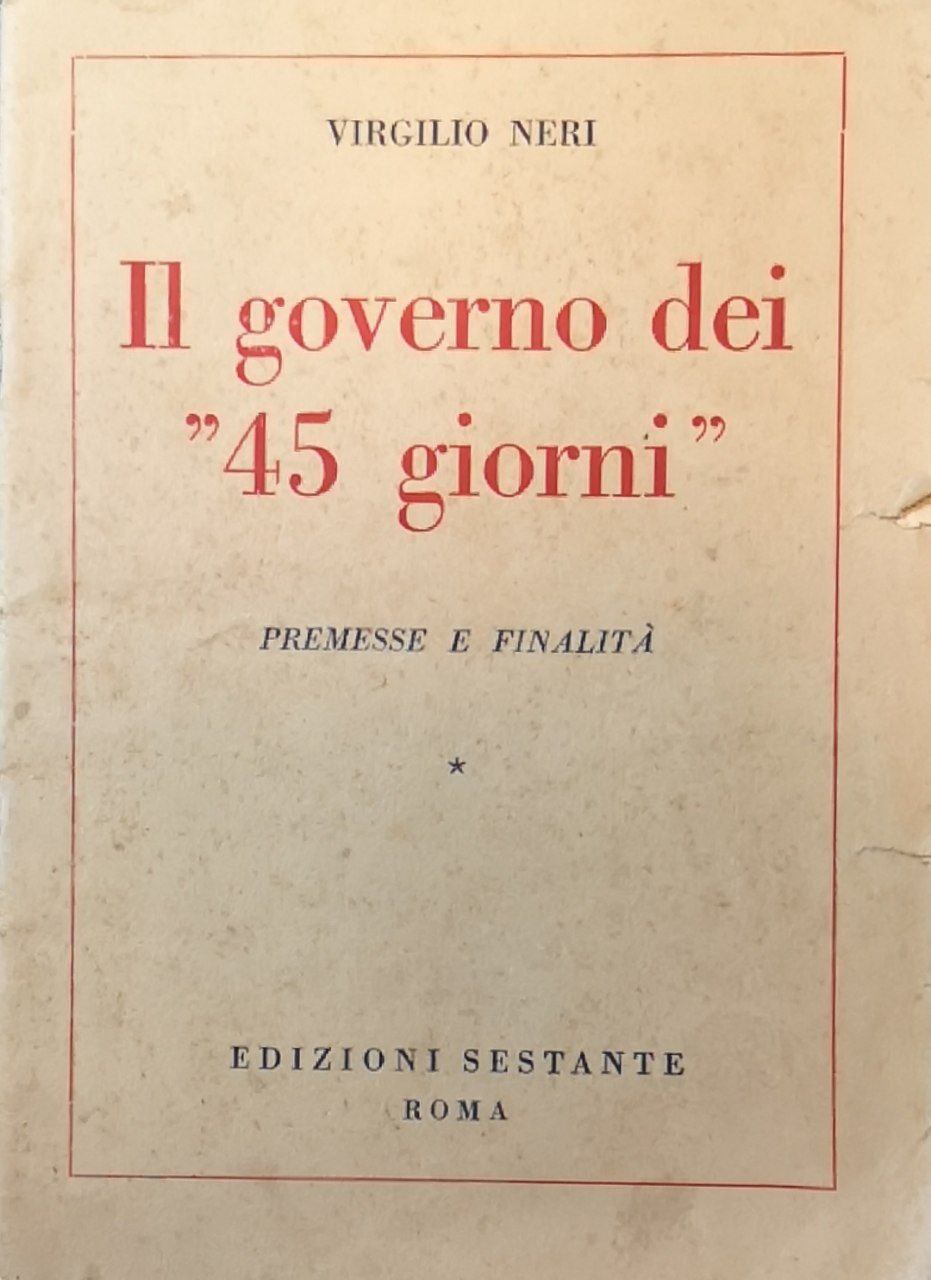 VIRGILIO NERI
Il governo dei
”45 giorni”
PREMESSE E FINALITÀ
*
EDIZIONI SESTANTE
ROMA